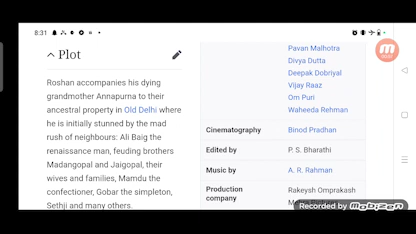 8:31
Plot
Roshan accompanies his dying
grandmother Annapurna to their
ancestral property in Old Delhi where
he is initially stunned by the mad
rush of neighbours: Ali Baig the
renaissance man, feuding brothers
Madangopal and Jaigopal, their
wives and families, Mamdu the
confectioner, Gobar the simpleton,
Sethji and many others.
Pavan Malhotra
Divya Dutta
Deepak Dobriyal
Vijay Raaz
Om Puri
Waheeda Rehman
Cinematography Binod Pradhan
Edited by P. S. Bharathi
Music by A. R. Rahman
Production Rakeysh Omprakash
company
Recorded by Mobizen